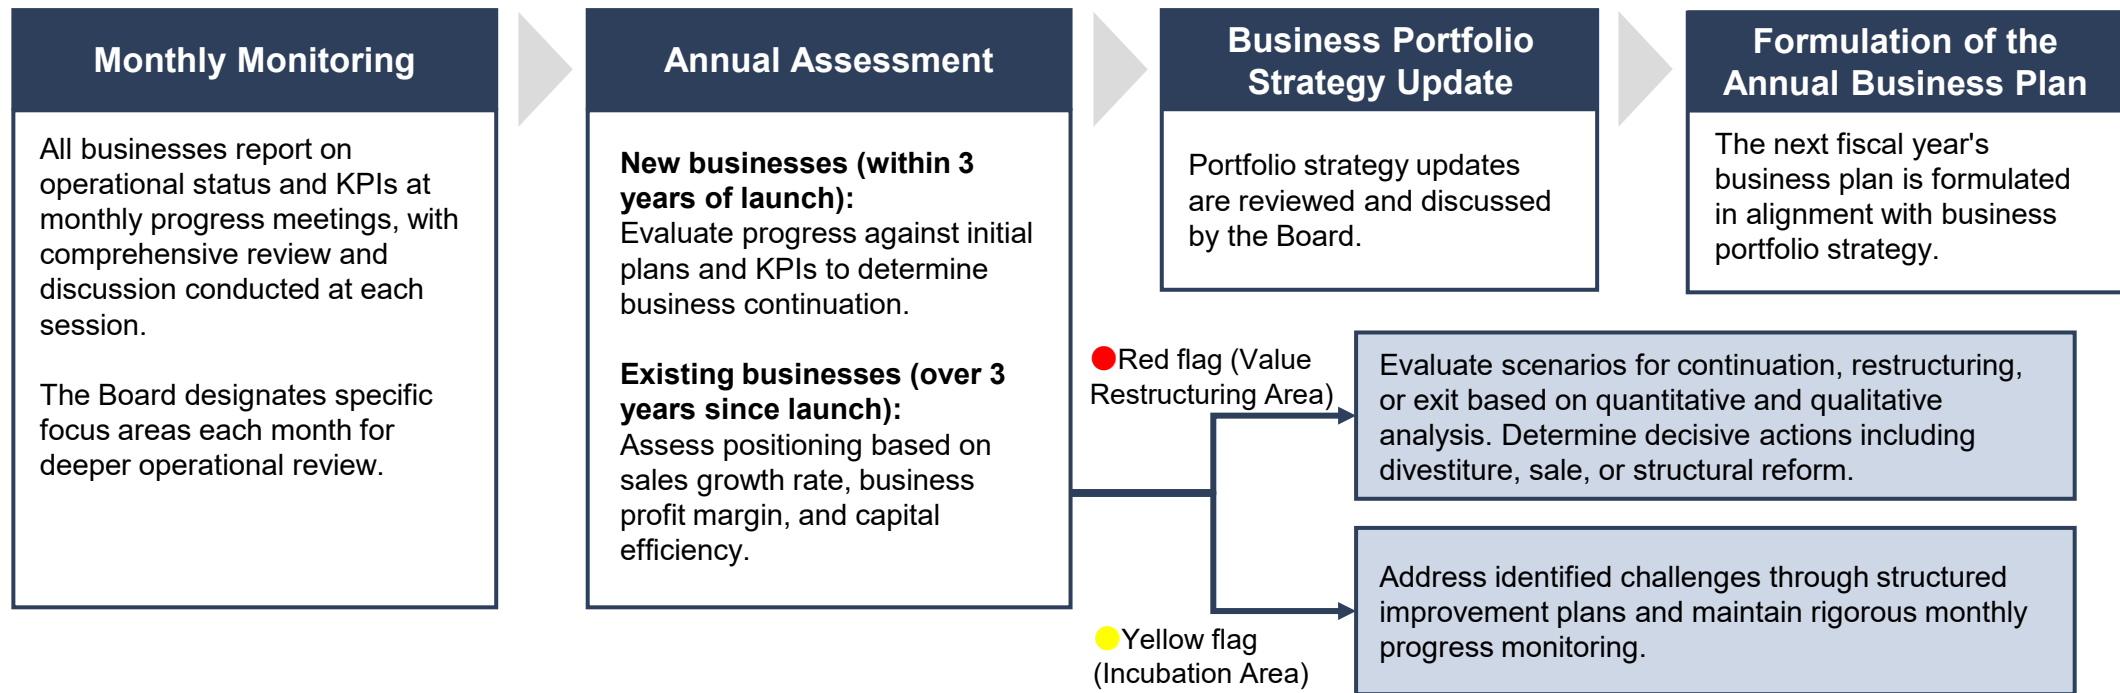 Monthly Monitoring
All businesses report on
operational status and KPIs at
monthly progress meetings, with
comprehensive review and
discussion conducted at each
session.
The Board designates specific
focus areas each month for
deeper operational review.
Annual Assessment
New businesses (within 3
years of launch):
Evaluate progress against initial
plans and KPIs to determine
business continuation.
Existing businesses (over 3
years since launch):
Assess positioning based on
sales growth rate, business
profit margin, and capital
efficiency.
Business Portfolio
Strategy Update
Portfolio strategy updates
are reviewed and discussed
by the Board.
Formulation of the
Annual Business Plan
The next fiscal year's
business plan is formulated
in alignment with business
portfolio strategy.
Red flag (Value
Restructuring Area)
Evaluate scenarios for continuation, restructuring,
or exit based on quantitative and qualitative
analysis. Determine decisive actions including
divestiture, sale, or structural reform.
Yellow flag
(Incubation Area)
Address identified challenges through structured
improvement plans and maintain rigorous monthly
progress monitoring.